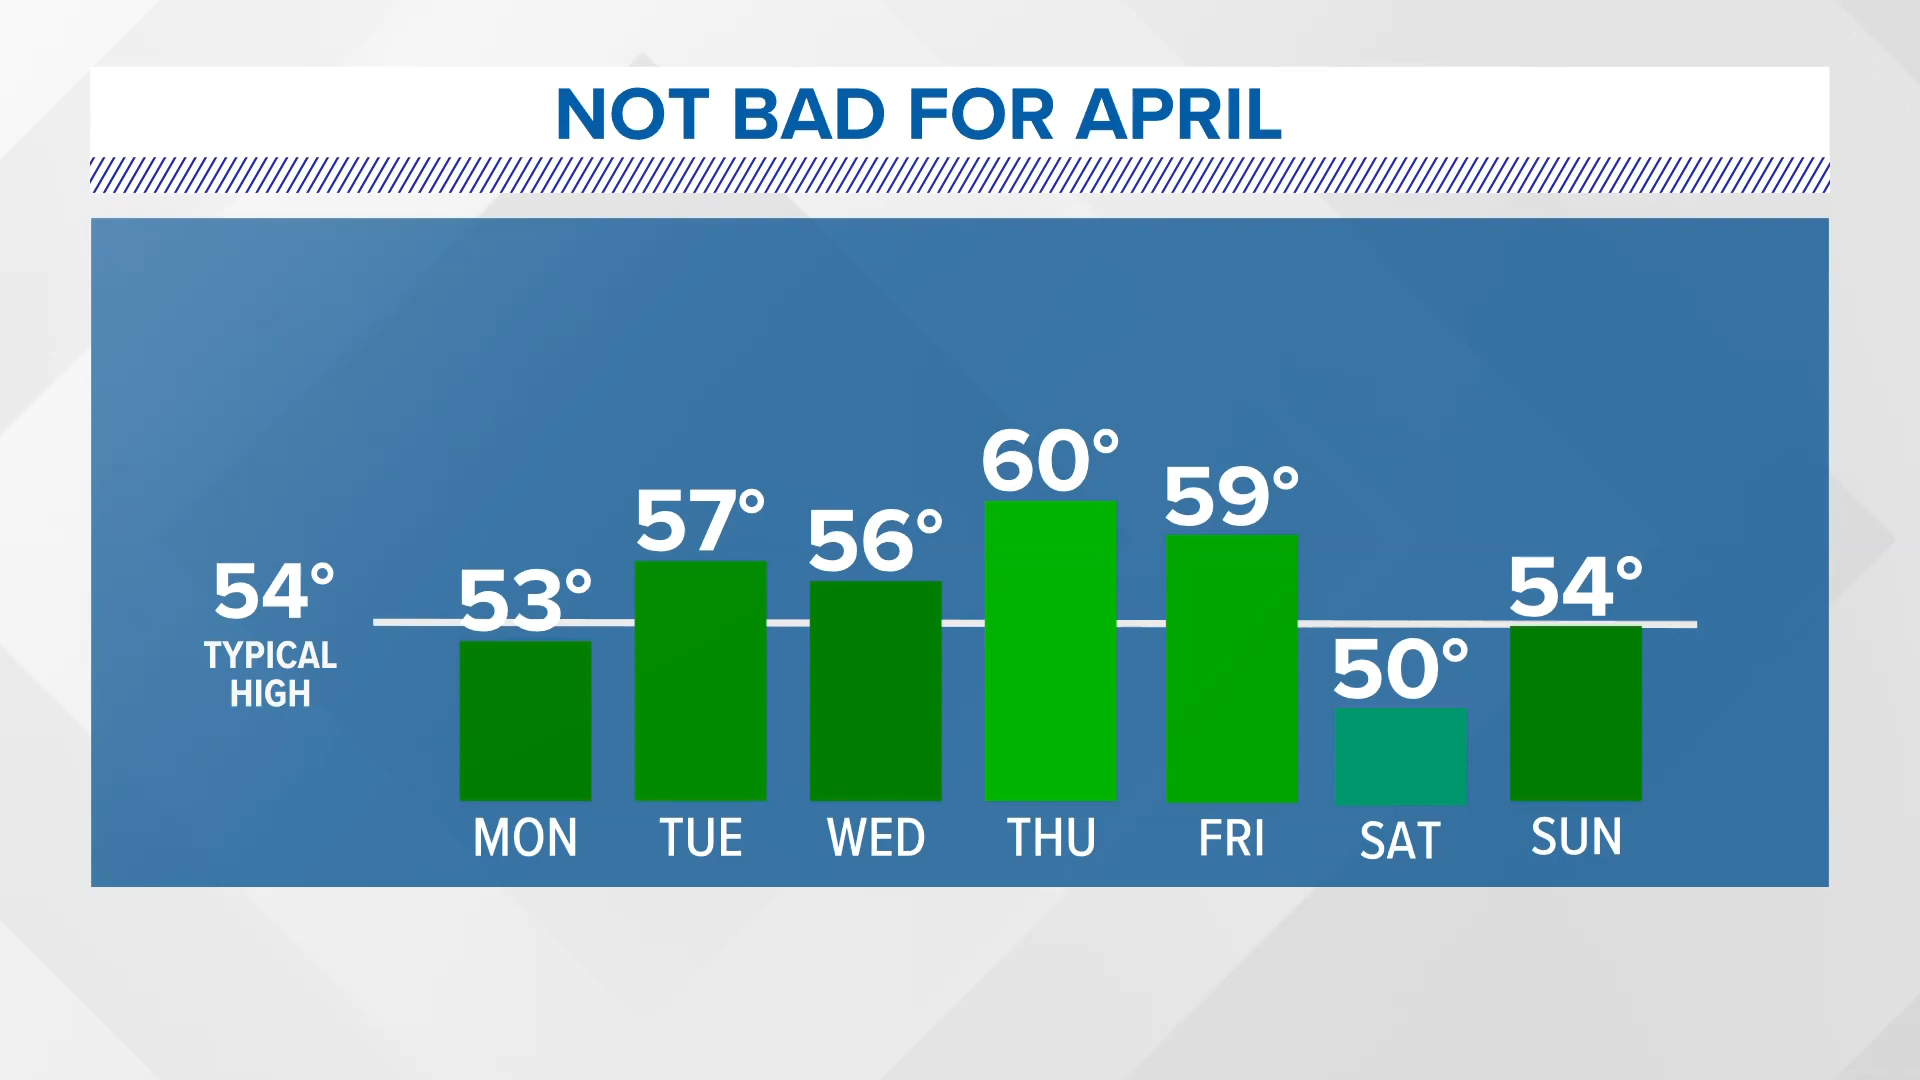 NOT BAD FOR APRIL
54°
TYPICAL
HIGH
53°
57°
56°
60°
59°
50°
54°
MON
TUE
WED
THU
FRI
SAT
SUN